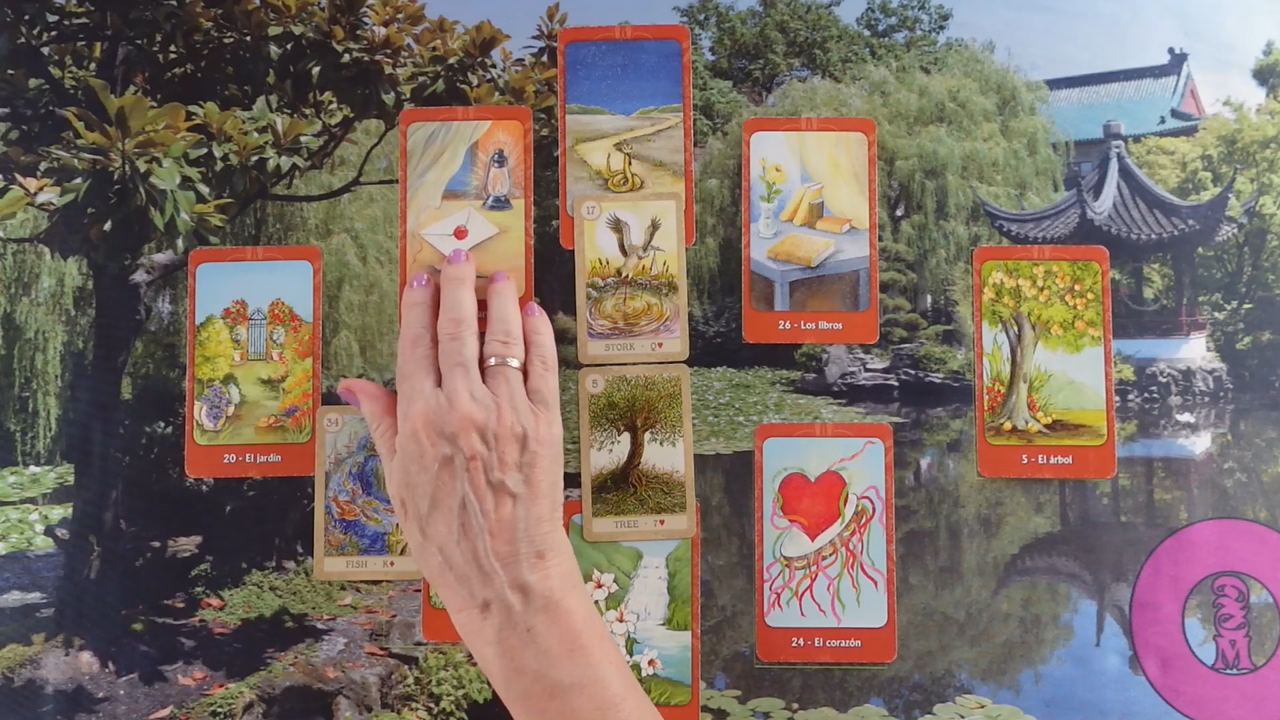 17
STORK · Q♥
26 - Los libros
20 - El jardín
34
FISH · K♦
5
TREE · 7♥
5 - El árbol
24 - El corazón